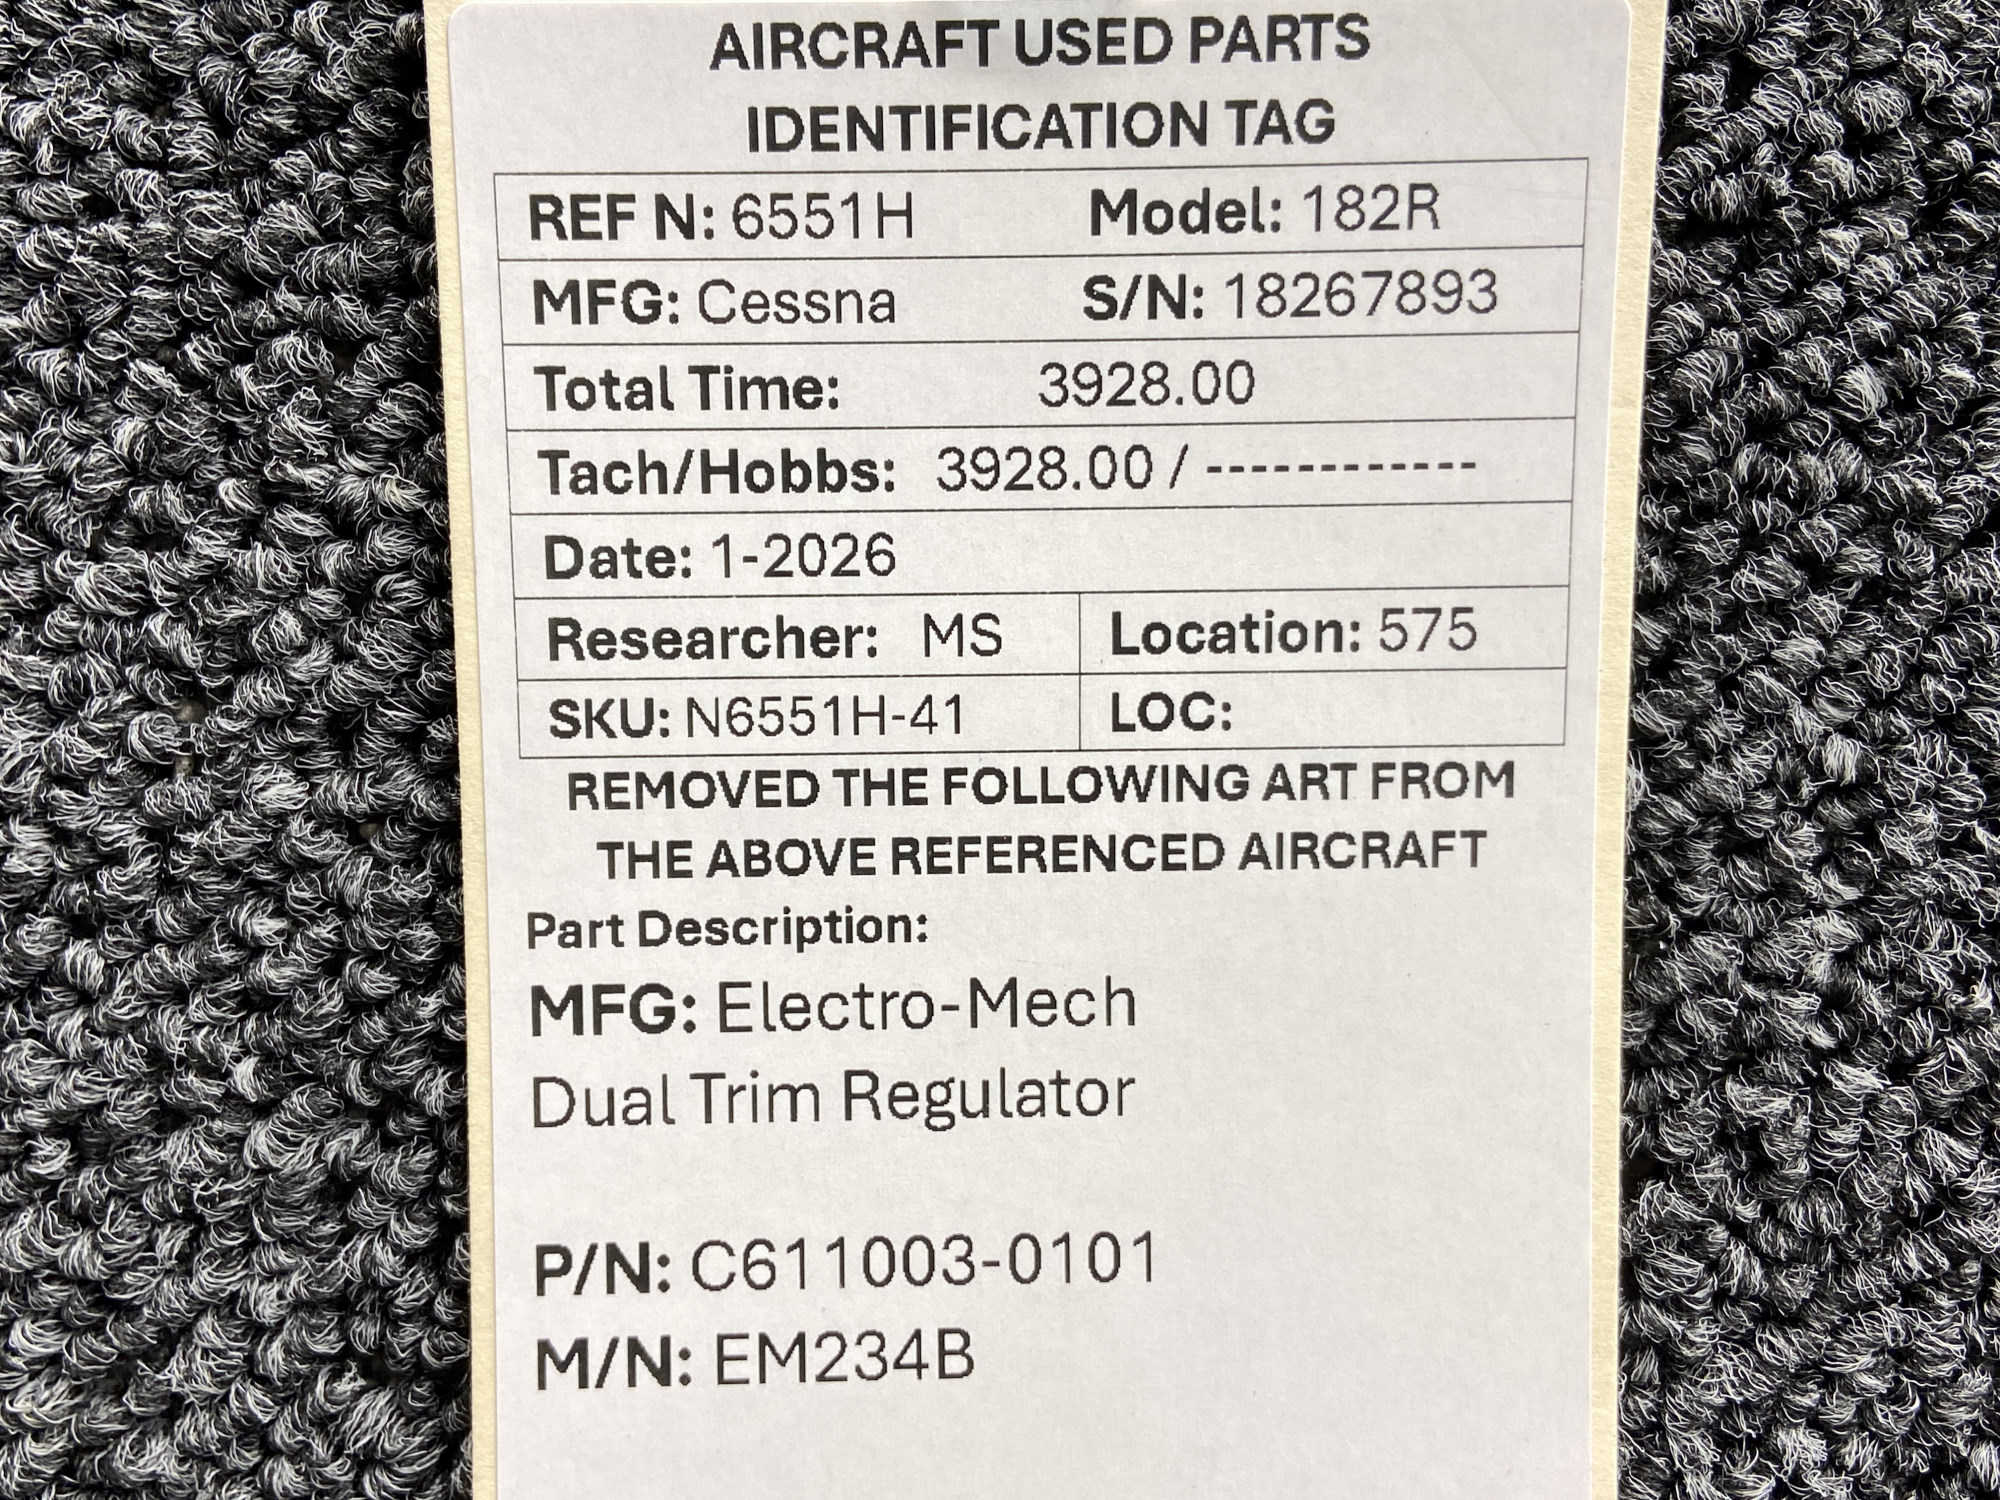 AIRCRAFT USED PARTS
IDENTIFICATION TAG
REF N: 6551H Model: 182R
MFG: Cessna S/N: 18267893
Total Time: 3928.00
Tach/Hobbs: 3928.00 / ------------
Date: 1-2026
Researcher: MS Location: 575
SKU: N6551H-41 LOC:
REMOVED THE FOLLOWING ART FROM
THE ABOVE REFERENCED AIRCRAFT
Part Description:
MFG: Electro-Mech
Dual Trim Regulator
P/N: C611003-0101
M/N: EM234B